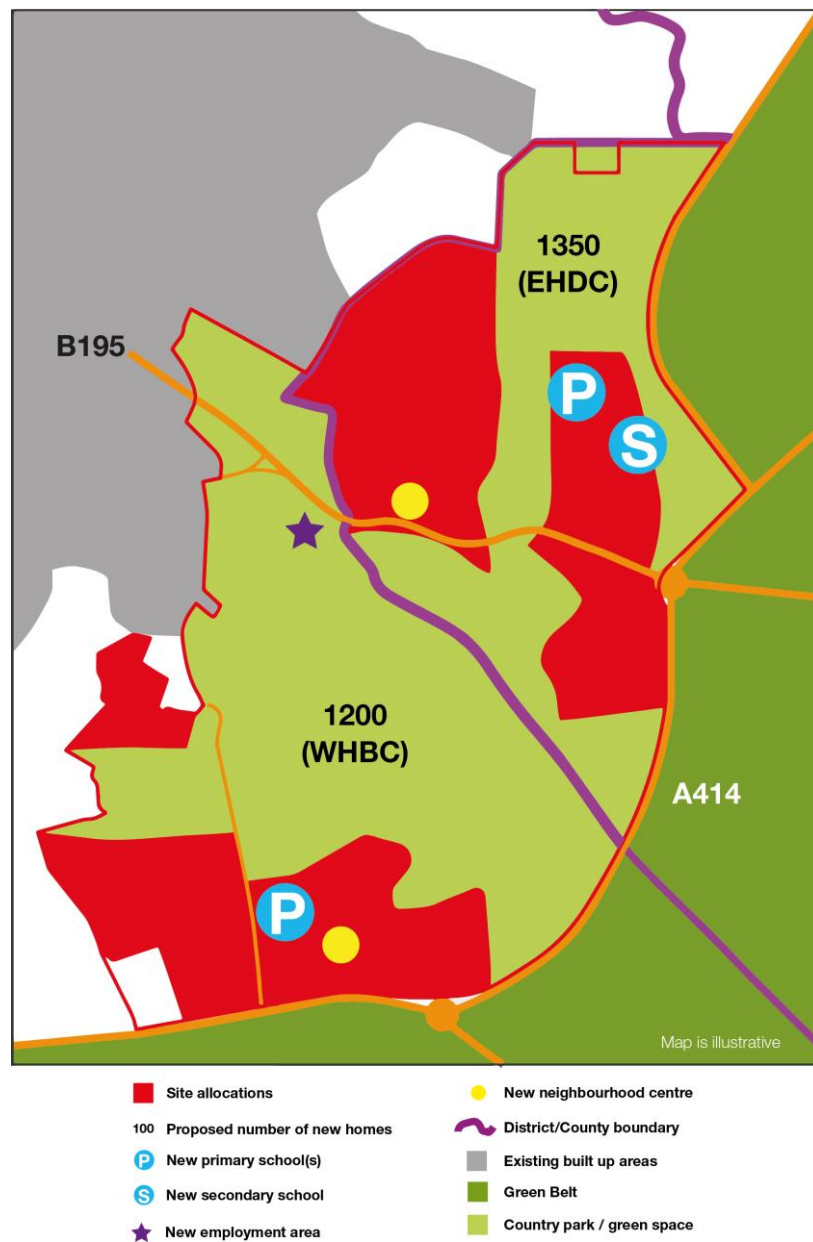 1350
(EHDC)
B195
P
S
1200
(WHBC)
A414
P
Map is illustrative
Site allocations
100 Proposed number of new homes
P New primary school(s)
S New secondary school
New employment area
New neighbourhood centre
District/County boundary
Existing built up areas
Green Belt
Country park / green space